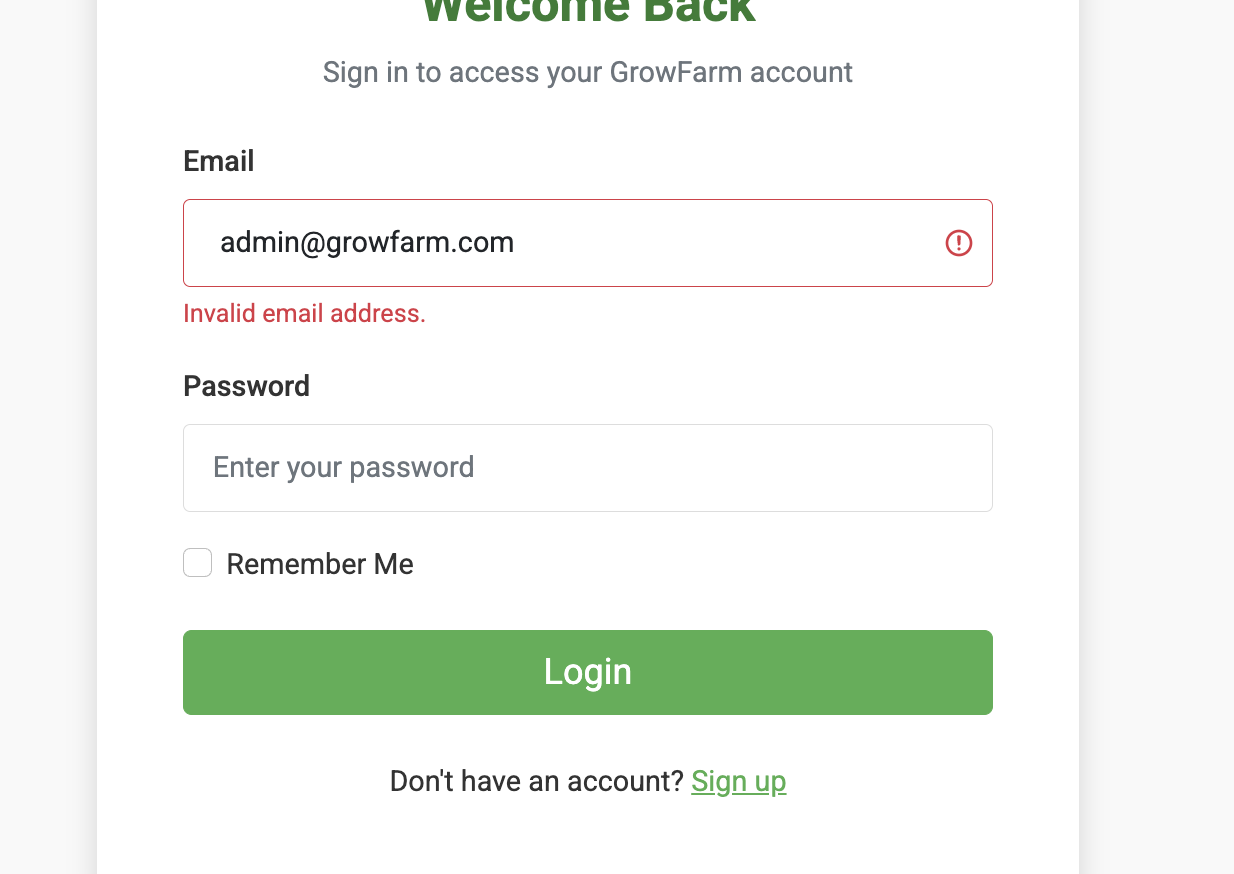 Welcome Back
Sign in to access your GrowFarm account
Email
admin@growfarm.com
Invalid email address.
Password
Enter your password
Remember Me
Login
Don't have an account? Sign up